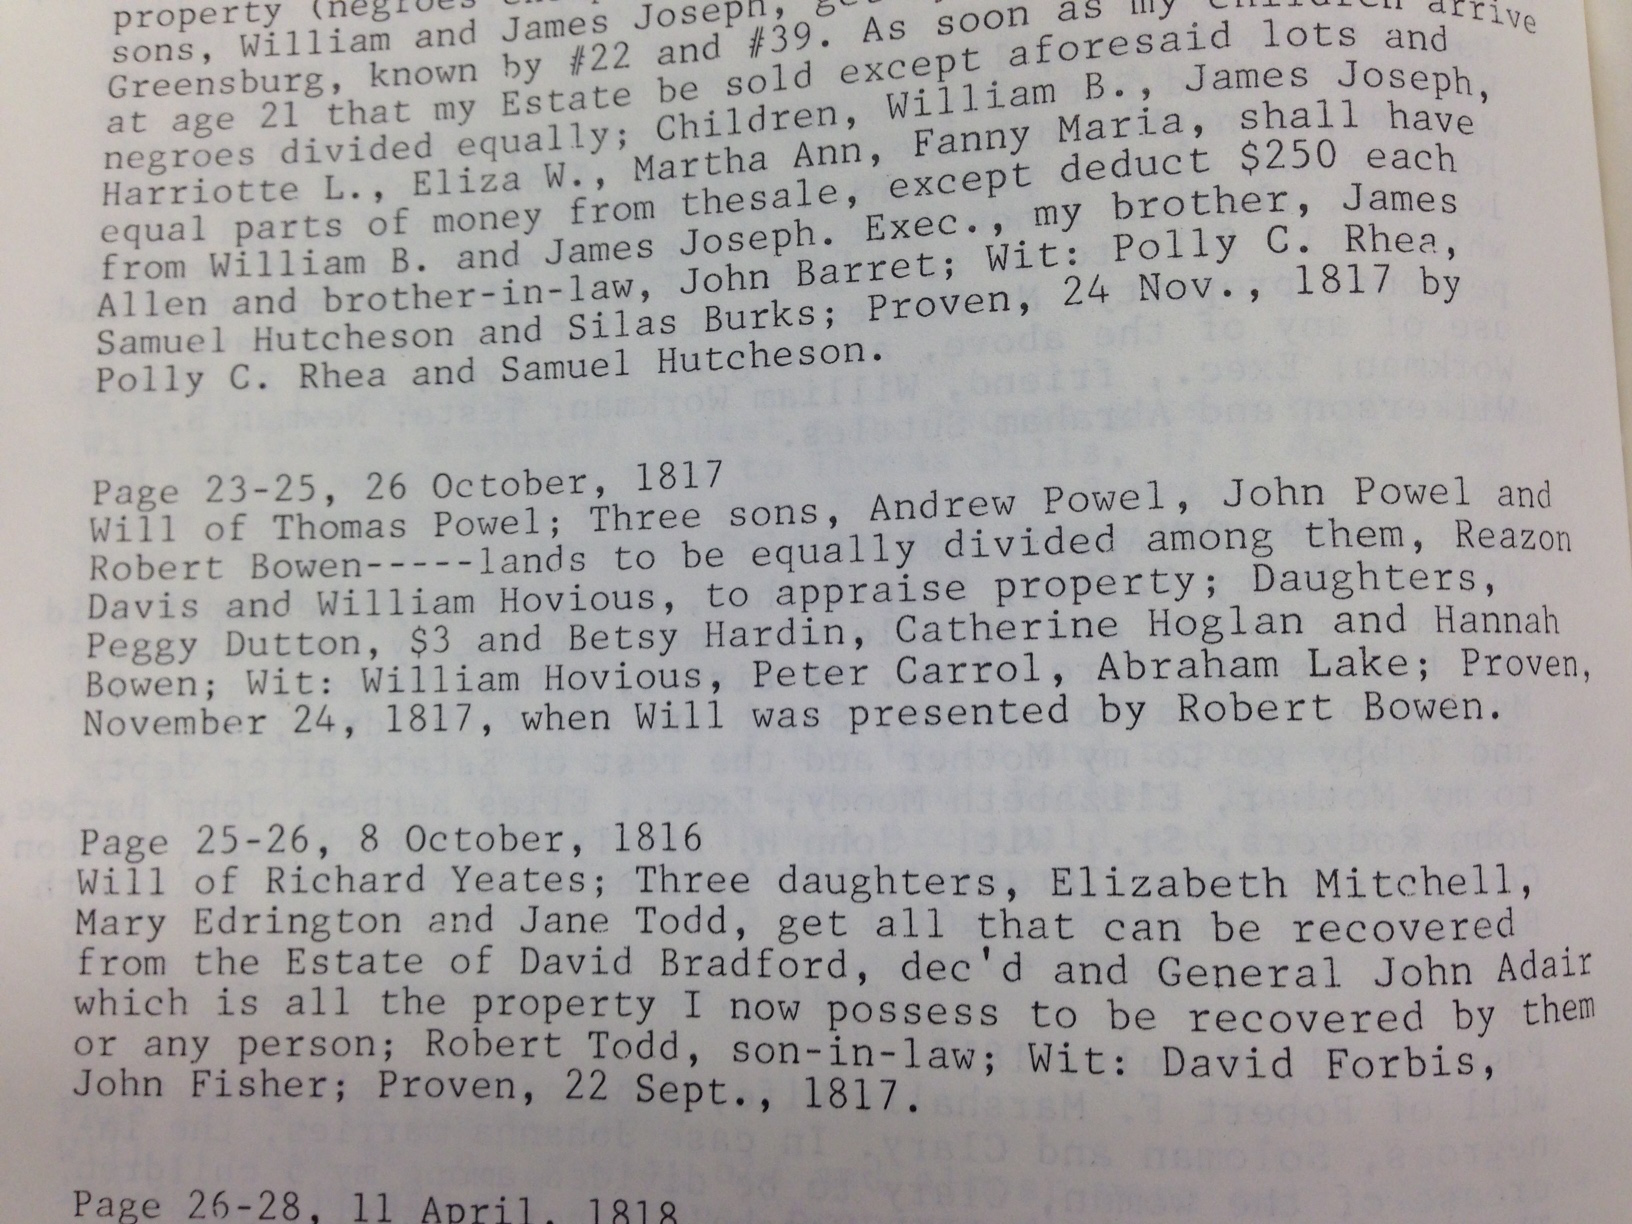 property (negroes
sons, William and James Joseph, get
Greensburg, known by #22 and #39. As soon as my children arrive
at age 21 that my Estate be sold except aforesaid lots and
negroes divided equally; Children, William B., James Joseph,
Harriotte L., Eliza W., Martha Ann, Fanny Maria, shall have
equal parts of money from thesale, except deduct $250 each
from William B. and James Joseph. Exec., my brother, James
Allen and brother-in-law, John Barret; Wit: Polly C. Rhea,
Samuel Hutcheson and Silas Burks; Proven, 24 Nov., 1817 by
Polly C. Rhea and Samuel Hutcheson.
Page 23-25, 26 October, 1817
Will of Thomas Powel; Three sons, Andrew Powel, John Powel and
Robert Bowen-----lands to be equally divided among them, Reazon
Davis and William Hovious, to appraise property; Daughters,
Peggy Dutton, $3 and Betsy Hardin, Catherine Hoglan and Hannah
Bowen; Wit: William Hovious, Peter Carrol, Abraham Lake; Proven,
November 24, 1817, when Will was presented by Robert Bowen.
Page 25-26, 8 October, 1816
Will of Richard Yeates; Three daughters, Elizabeth Mitchell,
Mary Edrington and Jane Todd, get all that can be recovered
from the Estate of David Bradford, dec'd and General John Adair
which is all the property I now possess to be recovered by them
or any person; Robert Todd, son-in-law; Wit: David Forbis,
John Fisher; Proven, 22 Sept., 1817.
Page 26-28, 11 April, 1818